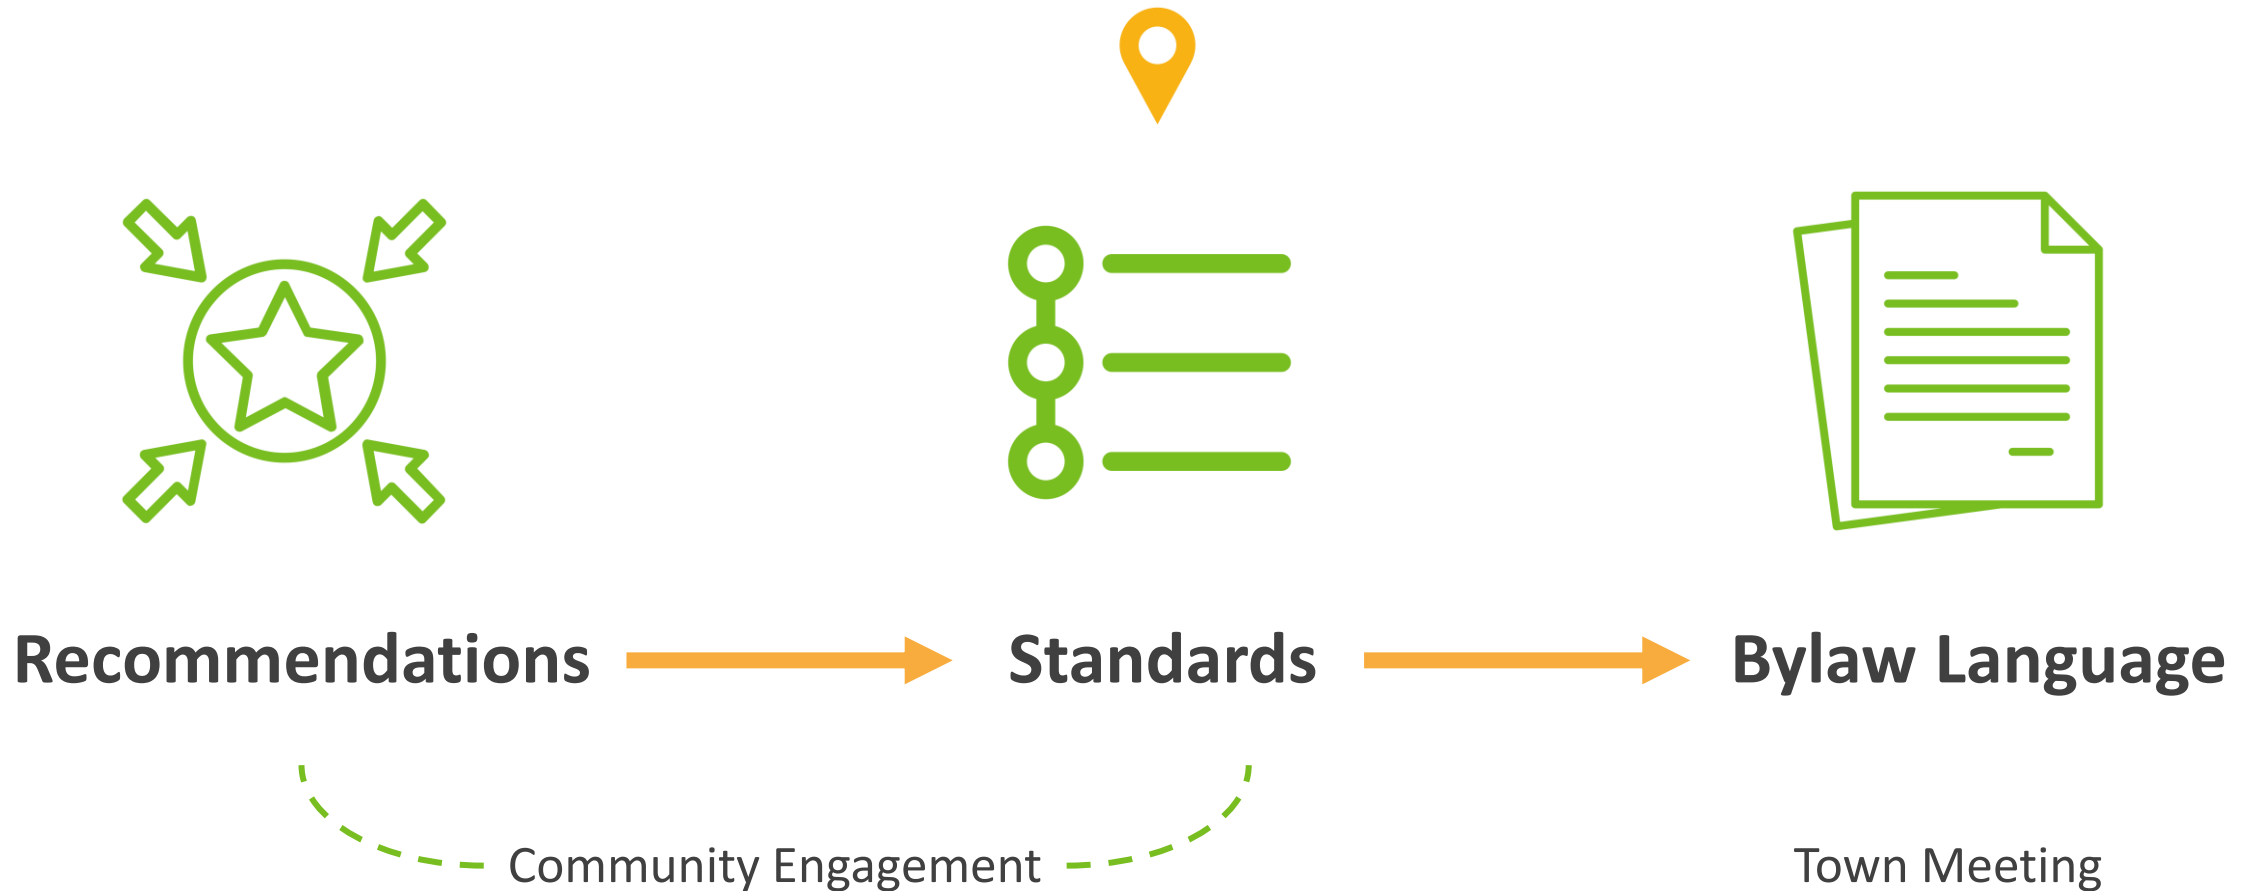 Recommendations
Standards
Bylaw Language
Community Engagement
Town Meeting